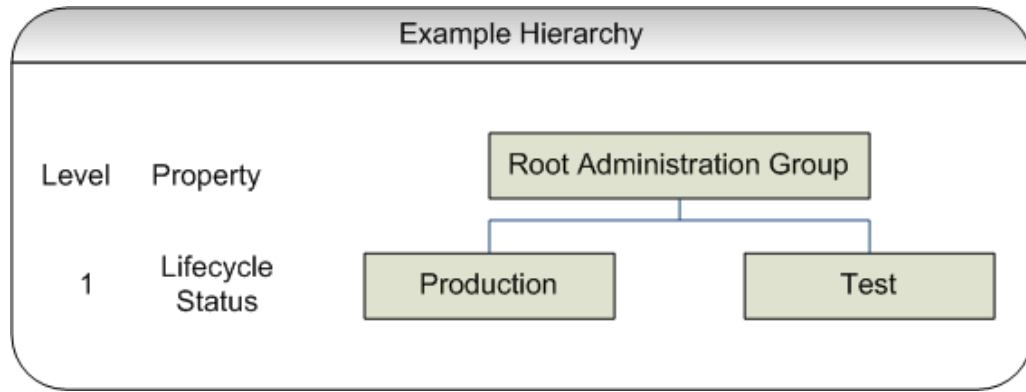 Example Hierarchy
Root Administration Group
Level Property
1 Lifecycle
Status
Production
Test